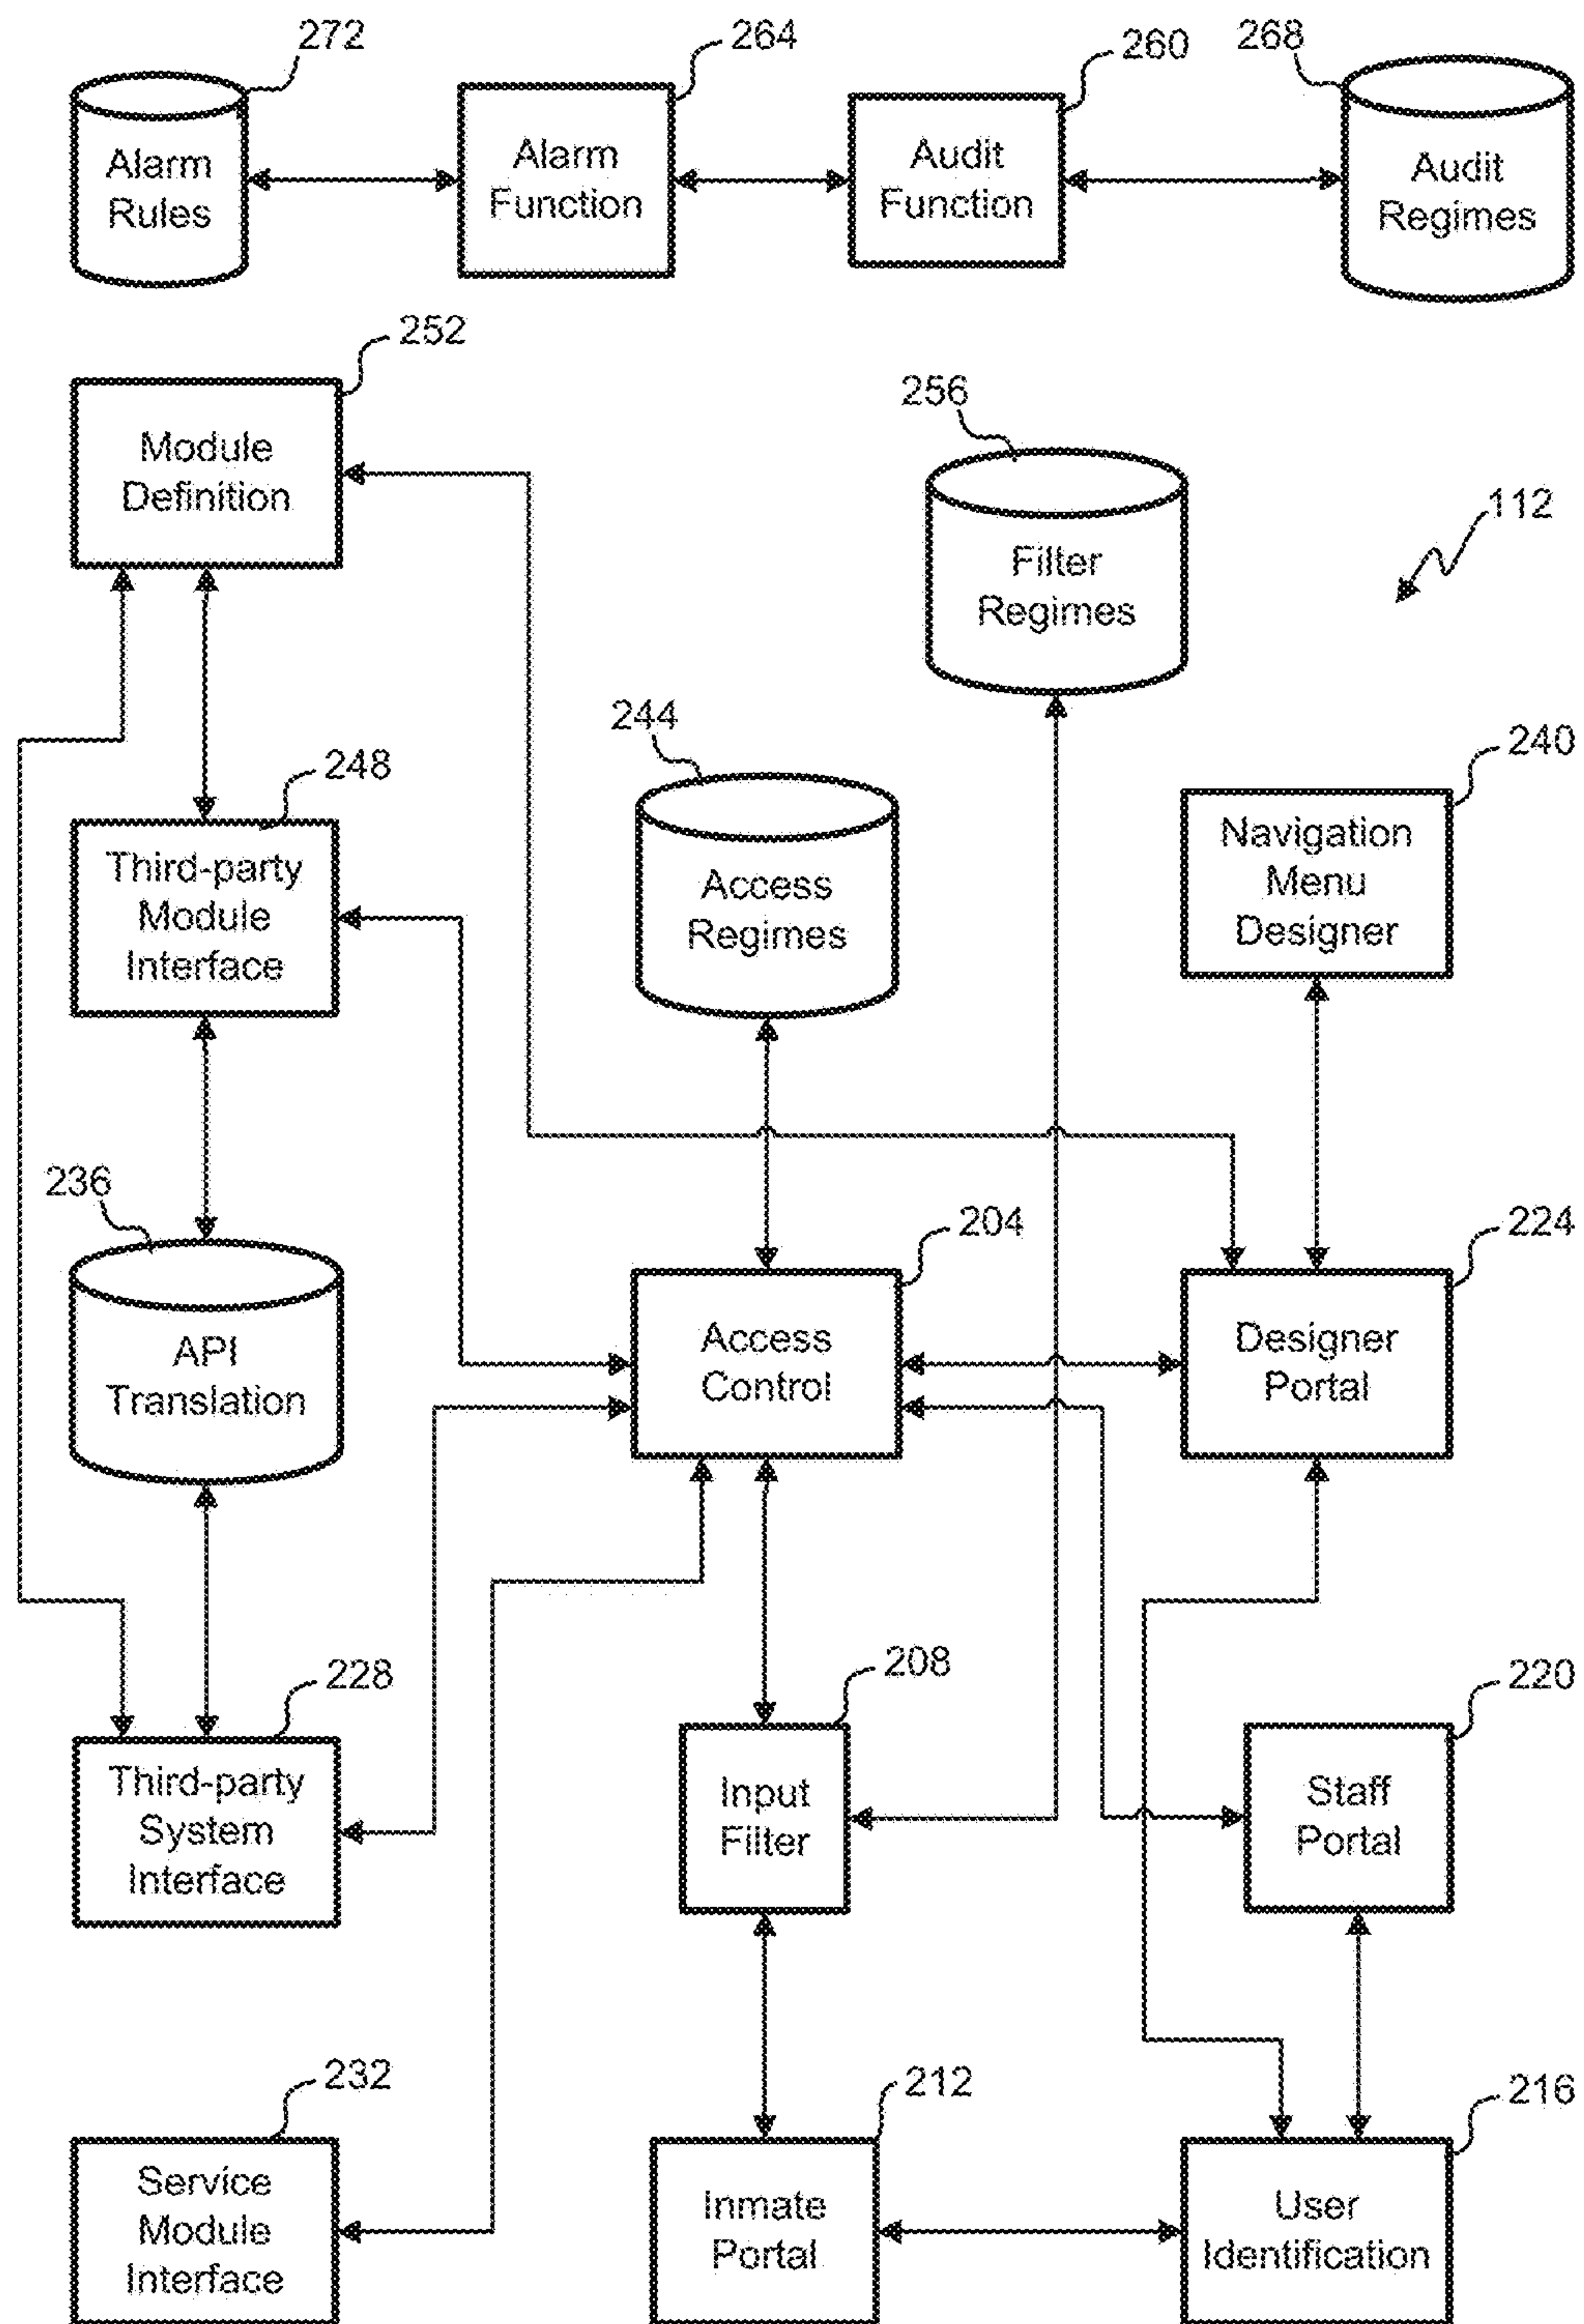 272
264
260
268
Alarm
Rules
Alarm
Function
Audit
Function
Audit
Regimes
252
Module
Definition
256
Filter
Regimes
112
244
Access
Regimes
248
Third-party
Module
Interface
240
Navigation
Menu
Designer
236
API
Translation
204
Access
Control
224
Designer
Portal
228
Third-party
System
Interface
208
Input
Filter
220
Staff
Portal
232
Service
Module
Interface
212
Inmate
Portal
216
User
Identification